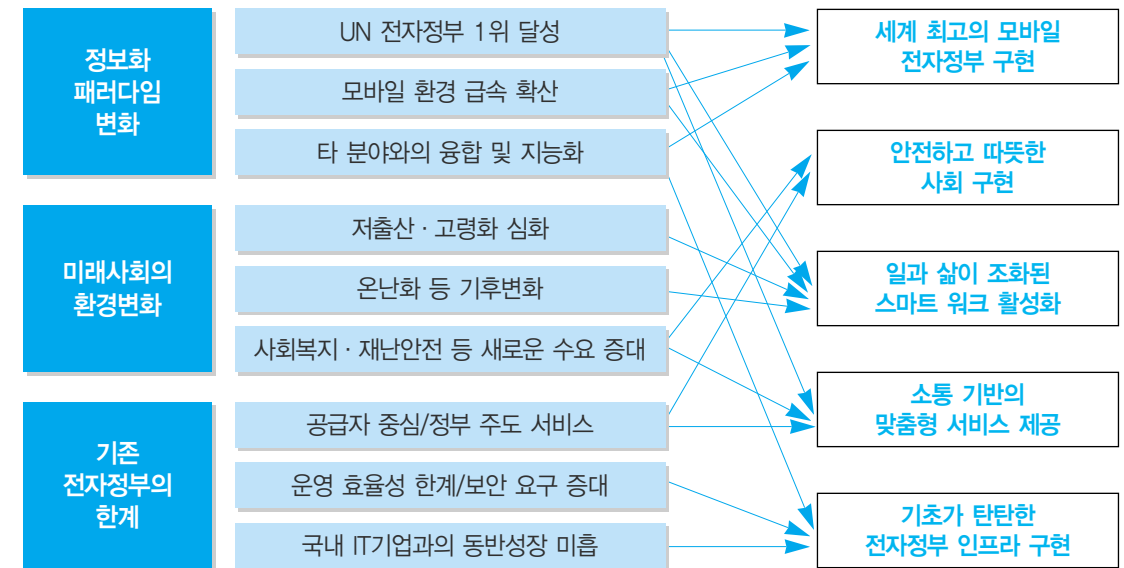 정보화
패러다임
변화
UN 전자정부 1위 달성
모바일 환경 급속 확산
타 분야와의 융합 및 지능화
미래사회의
환경변화
저출산 · 고령화 심화
온난화 등 기후변화
사회복지 · 재난안전 등 새로운 수요 증대
기존
전자정부의
한계
공급자 중심/정부 주도 서비스
운영 효율성 한계/보안 요구 증대
국내 IT기업과의 동반성장 미흡
세계 최고의 모바일
전자정부 구현
안전하고 따뜻한
사회 구현
일과 삶이 조화된
스마트 워크 활성화
소통 기반의
맞춤형 서비스 제공
기초가 탄탄한
전자정부 인프라 구현